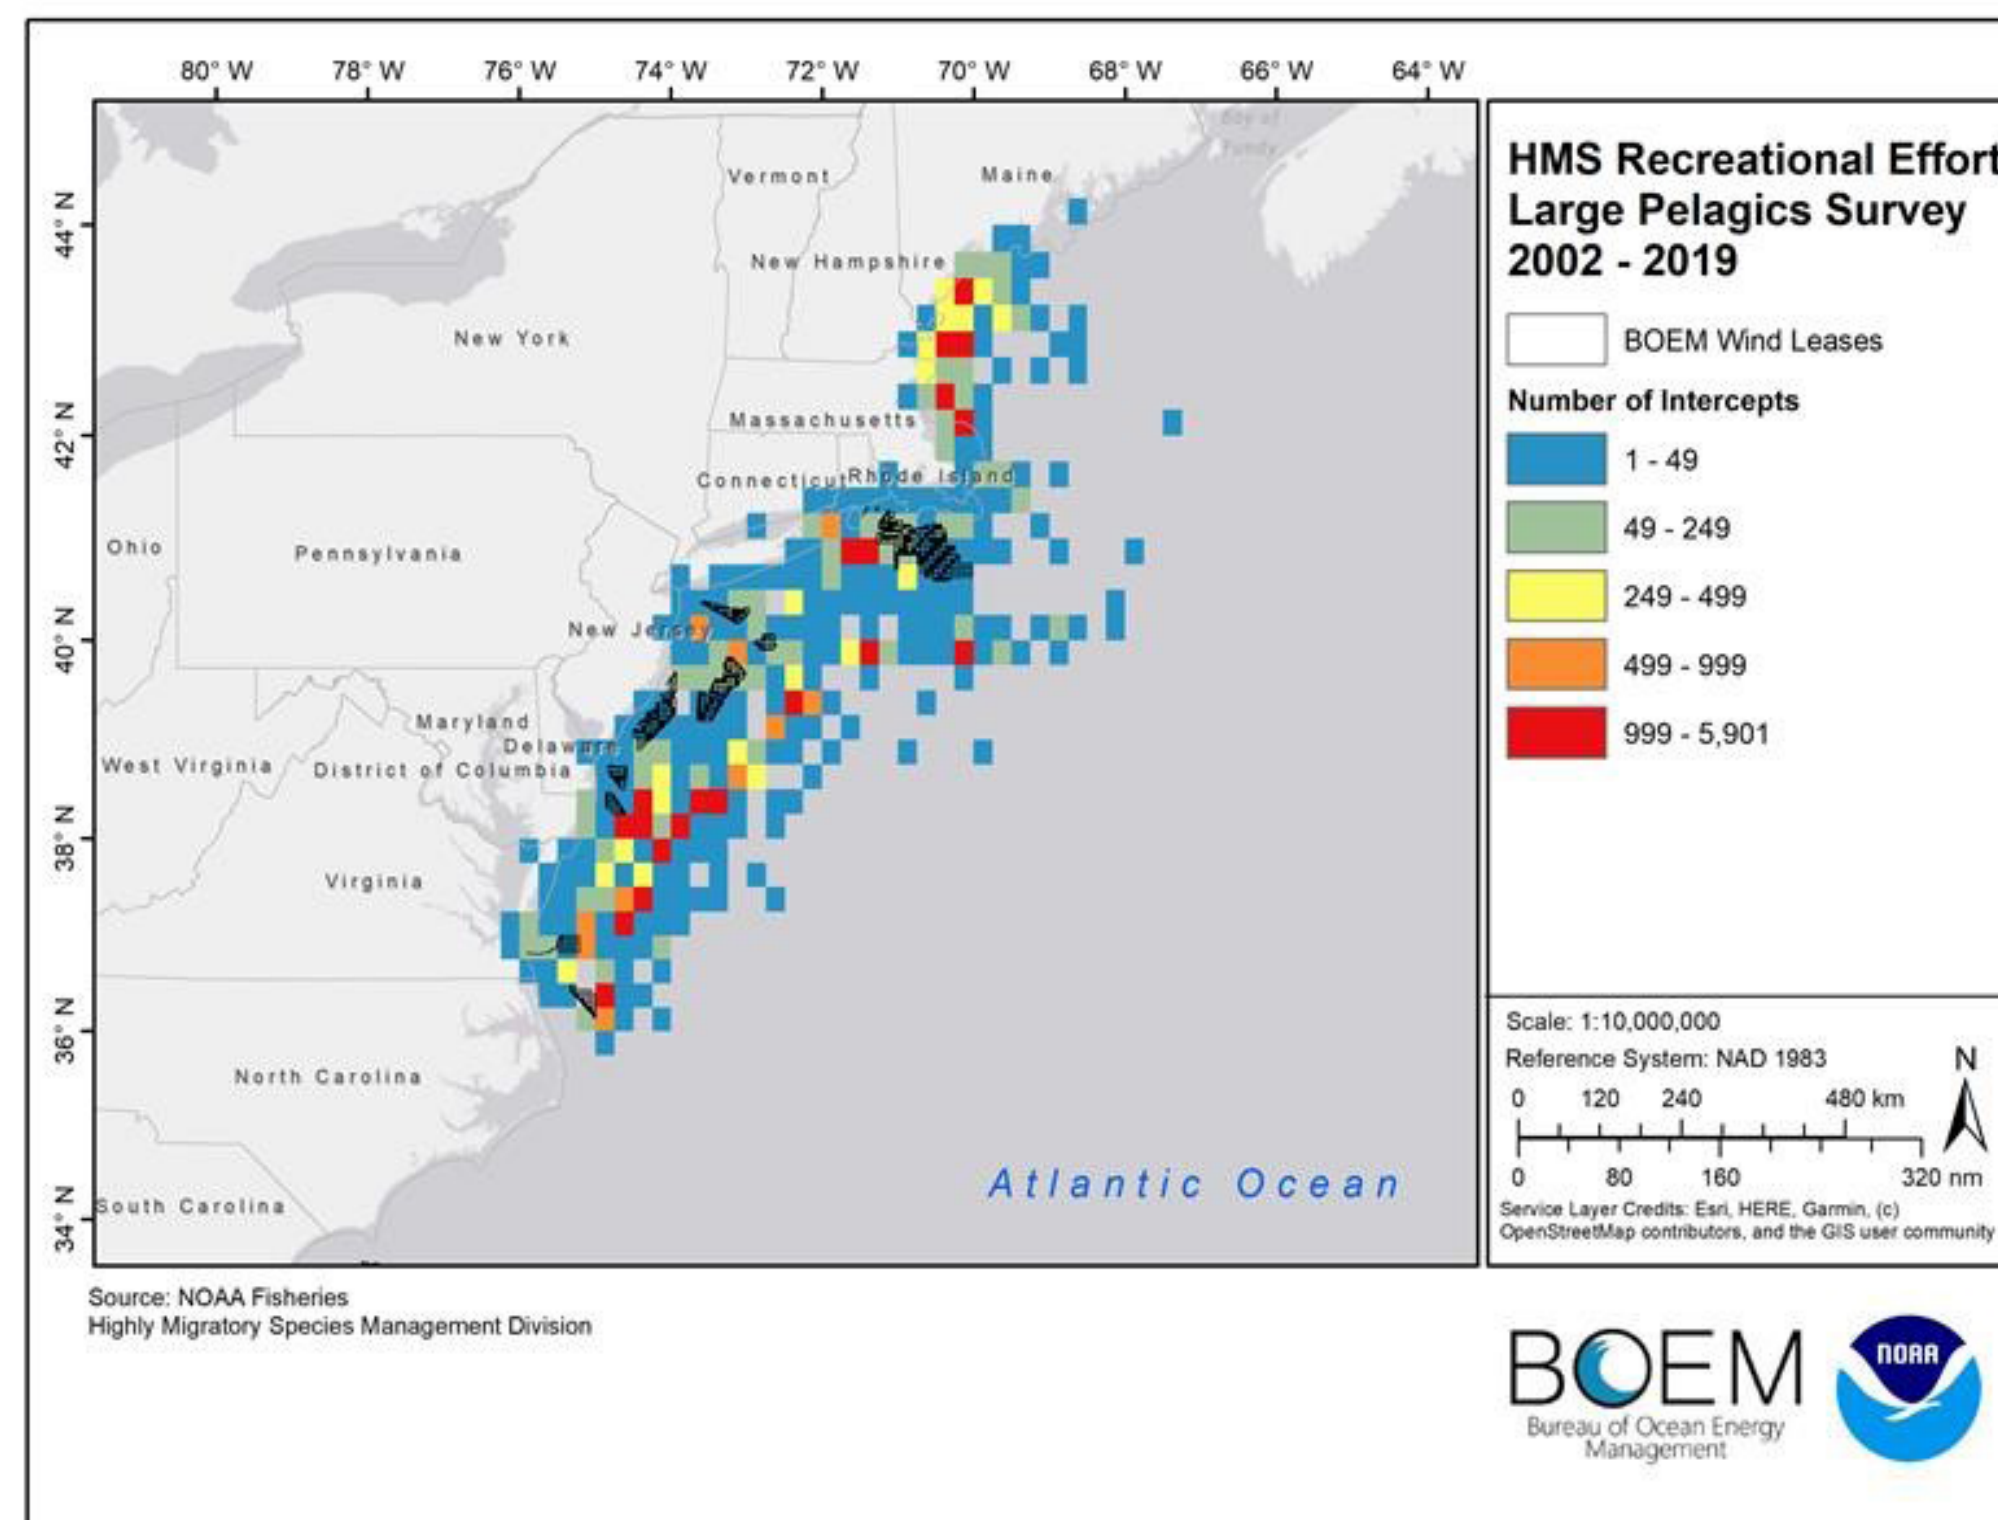 80° W 78° W 76° W 74° W 72° W 70° W 68° W 66° W 64° W
44° N
42° N
40° N
38° N
36° N
34° N
Bay of
Fundy
Vermont
Maine
New Hampshire
New York
Massachusetts
Connecticut
Rhode Island
Ohio
Pennsylvania
New Jersey
Maryland
Delaware
West Virginia
District of Columbia
Virginia
North Carolina
South Carolina
Atlantic Ocean
HMS Recreational Effort
Large Pelagics Survey
2002 - 2019
BOEM Wind Leases
Number of Intercepts
1 - 49
49 - 249
249 - 499
499 - 999
999 - 5,901
Scale: 1:10,000,000
Reference System: NAD 1983
N
0 120 240 480 km
0 80 160 320 nm
Service Layer Credits: Esri, HERE, Garmin, (c)
OpenStreetMap contributors, and the GIS user community
Source: NOAA Fisheries
Highly Migratory Species Management Division
BOEM
Bureau of Ocean Energy
Management
NOAA